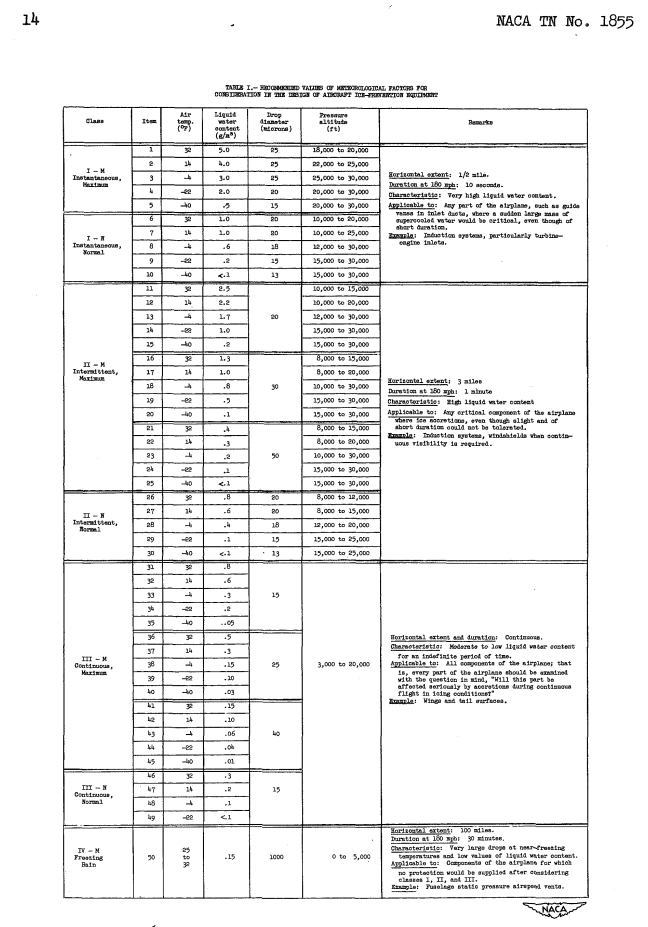 14
NACA TN No. 1855
TABLE I.— RECOMMENDED VALUES OF METEOROLOGICAL FACTORS FOR
CONSIDERATION IN THE DESIGN OF AIRCRAFT ICE-PREVENTION EQUIPMENT
Class Item Air temp. (°F) Liquid water content (g/m³) Drop diameter (microns) Pressure altitude (ft) Remarks
I — M
Instantaneous,
Maximum
1 32 5.0 25 18,000 to 20,000
2 14 4.0 25 22,000 to 25,000
3 —4 3.0 25 25,000 to 30,000
4 —22 2.0 20 20,000 to 30,000
5 —40 .5 15 20,000 to 30,000
I — N
Instantaneous,
Normal
6 32 1.0 20 10,000 to 20,000
7 14 1.0 20 10,000 to 25,000
8 —4 .6 18 12,000 to 30,000
9 —22 .2 15 15,000 to 30,000
10 —40 <.1 13 15,000 to 30,000
Horizontal extent: 1/2 mile.
Duration at 180 mph: 10 seconds.
Characteristic: Very high liquid water content.
Applicable to: Any part of the airplane, such as guide
vanes in inlet ducts, where a sudden large mass of
supercooled water would be critical, even though of
short duration.
Example: Induction systems, particularly turbine—
engine inlets.
II — M
Intermittent,
Maximum
11 32 2.5 10,000 to 15,000
12 14 2.2 10,000 to 20,000
13 —4 1.7 20 12,000 to 30,000
14 —22 1.0 15,000 to 30,000
15 —40 .2 15,000 to 30,000
16 32 1.3 8,000 to 15,000
17 14 1.0 8,000 to 20,000
18 —4 .8 30 10,000 to 30,000
19 —22 .5 15,000 to 30,000
20 —40 .1 15,000 to 30,000
21 32 .4 8,000 to 15,000
22 14 .3 8,000 to 20,000
23 —4 .2 50 10,000 to 30,000
24 —22 .1 15,000 to 30,000
25 —40 <.1 15,000 to 30,000
II — N
Intermittent,
Normal
26 32 .8 20 8,000 to 12,000
27 14 .6 20 8,000 to 15,000
28 —4 .4 18 12,000 to 20,000
29 —22 .1 15 15,000 to 25,000
30 —40 <.1 13 15,000 to 25,000
Horizontal extent: 3 miles
Duration at 180 mph: 1 minute
Characteristic: High liquid water content
Applicable to: Any critical component of the airplane
where ice accretions, even though slight and of
short duration could not be tolerated.
Example: Induction systems, windshields when contin—
uous visibility is required.
III — M
Continuous,
Maximum
31 32 .8
32 14 .6
33 —4 .3 15
34 —22 .2
35 —40 .05
36 32 .5
37 14 .3
38 —4 .15 25 3,000 to 20,000
39 —22 .10
40 —40 .03
41 32 .15
42 14 .10
43 —4 .06 40
44 —22 .04
45 —40 .01
III — N
Continuous,
Normal
46 32 .3
47 14 .2 15
48 —4 .1
49 —22 <.1
Horizontal extent and duration: Continuous.
Characteristic: Moderate to low liquid water content
for an indefinite period of time.
Applicable to: All components of the airplane; that
is, every part of the airplane should be examined
with the question in mind, "Will this part be
affected seriously by accretions during continuous
flight in icing conditions?"
Example: Wings and tail surfaces.
IV — M
Freezing
Rain
50 25 to 32 .15 1000 0 to 5,000
Horizontal extent: 100 miles.
Duration at 180 mph: 30 minutes.
Characteristic: Very large drops at near—freezing
temperatures and low values of liquid water content.
Applicable to: Components of the airplane for which
no protection would be supplied after considering
classes I, II, and III.
Example: Fuselage static pressure airspeed vents.
NACA